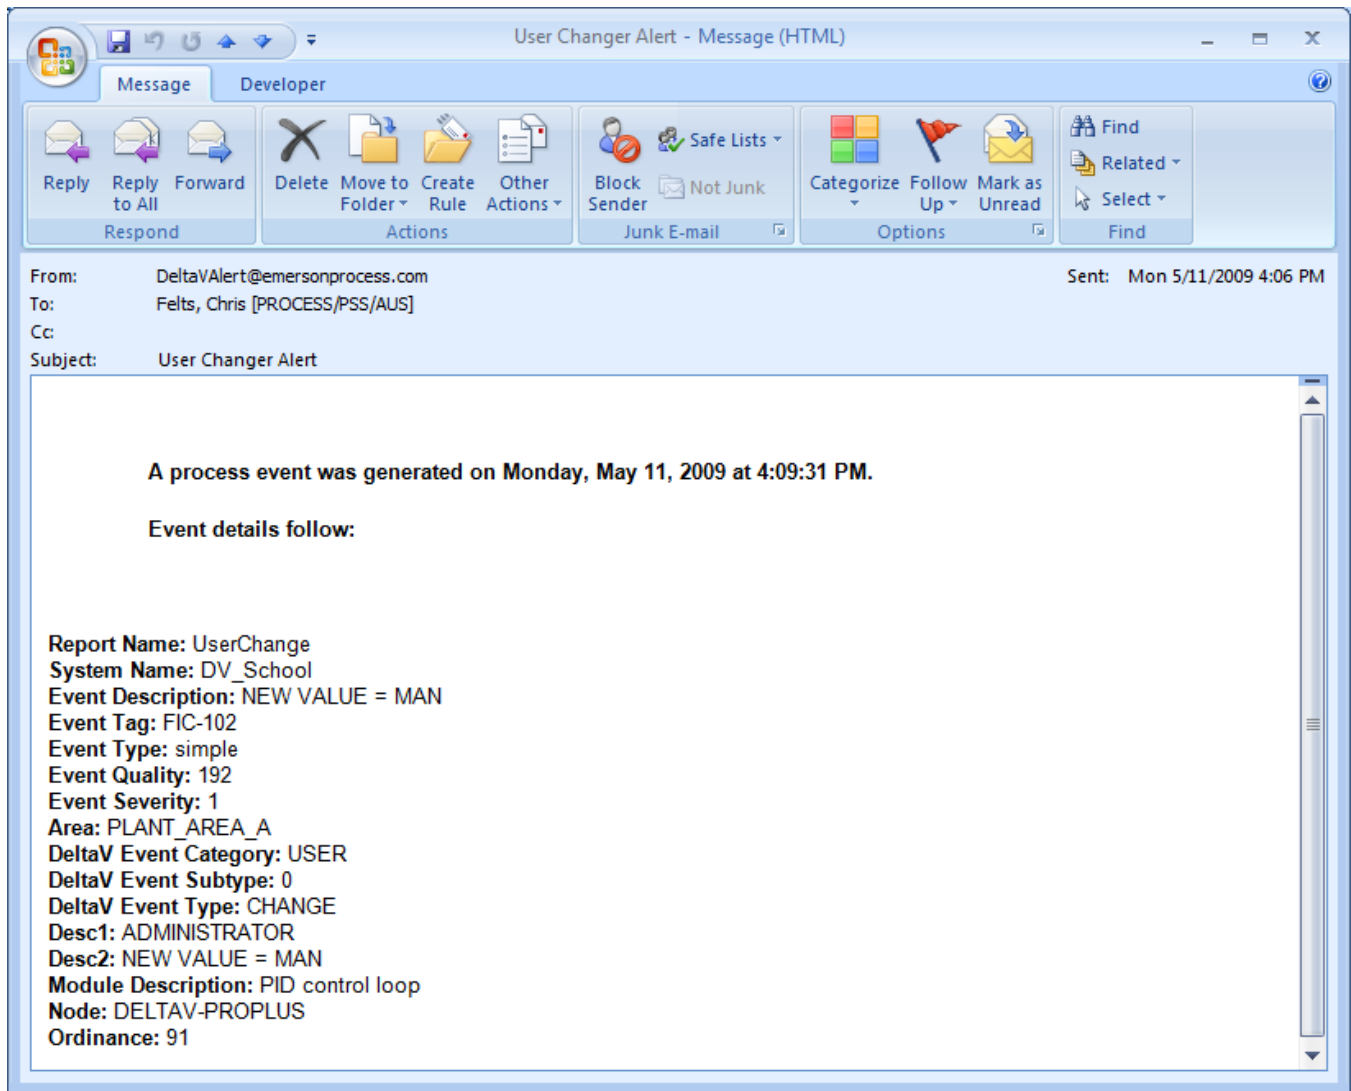 User Changer Alert - Message (HTML)
Message Developer
Reply
Reply to All
Forward
Delete
Move to Folder
Create Rule
Other Actions
Block Sender
Safe Lists
Not Junk
Categorize
Follow Up
Mark as Unread
Find
Related
Select
Respond
Actions
Junk E-mail
Options
Find
From: DeltaVAlert@emersonprocess.com Sent: Mon 5/11/2009 4:06 PM
To: Felts, Chris [PROCESS/PSS/AUS]
Cc:
Subject: User Changer Alert
A process event was generated on Monday, May 11, 2009 at 4:09:31 PM.
Event details follow:
Report Name: UserChange
System Name: DV_School
Event Description: NEW VALUE = MAN
Event Tag: FIC-102
Event Type: simple
Event Quality: 192
Event Severity: 1
Area: PLANT_AREA_A
DeltaV Event Category: USER
DeltaV Event Subtype: 0
DeltaV Event Type: CHANGE
Desc1: ADMINISTRATOR
Desc2: NEW VALUE = MAN
Module Description: PID control loop
Node: DELTAV-PROPLUS
Ordinance: 91